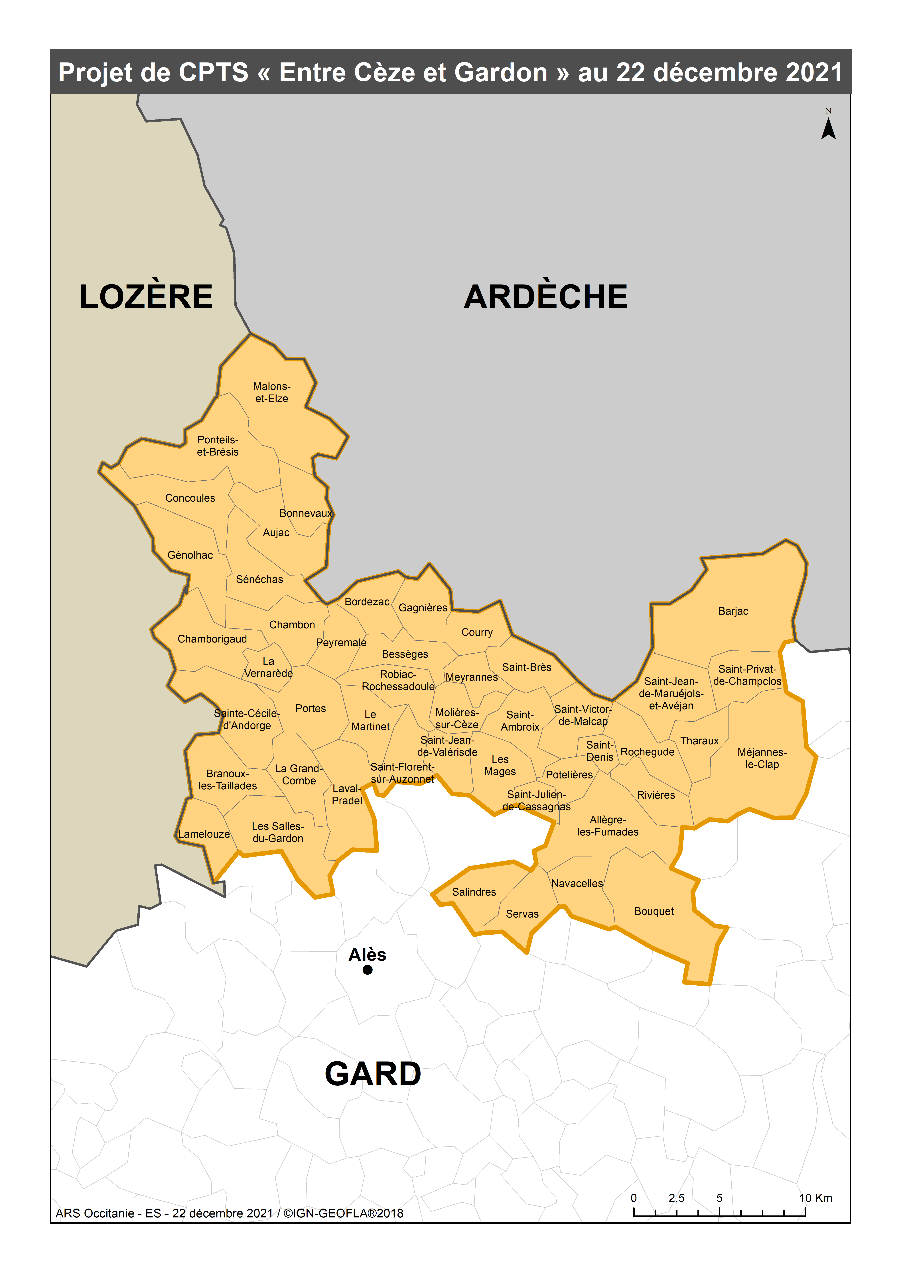 Projet de CPTS « Entre Cèze et Gardon » au 22 décembre 2021
N
LOZÈRE
ARDÈCHE
Malons-
et-Elze
Ponteils-
et-Brésis
Concoules
Bonnevaux
Aujac
Génolhac
Sénéchas
Bordezac
Gagnières
Barjac
Chambon
Courry
Chamborigaud
Peyremale
Bessèges
La
Vernarède
Saint-Brès
Saint-Privat-
de-Champclos
Robiac-
Rochessadoule
Meyrannes
Saint-Jean-
de-Maruéjols-
et-Avéjan
Sainte-Cécile-
d'Andorge
Portes
Le
Martinet
Molières-
sur-Cèze
Saint-
Ambroix
Saint-Victor-
de-Malcap
Saint-Jean-
de-Valériscle
Saint-
Denis
Rochegude
Tharaux
Méjannes-
le-Clap
Les
Mages
Branoux-
les-Taillades
La Grand-
Combe
Saint-Florent-
sur-Auzonnet
Potelières
Laval-
Pradel
Saint-Julien-
de-Cassagnas
Rivières
Lamelouze
Les Salles-
du-Gardon
Allègre-
les-Fumades
Salindres
Navacelles
Servas
Bouquet
Alès
GARD
0 2.5 5 10 Km
ARS Occitanie - ES - 22 décembre 2021 / ©IGN-GEOFLA®2018